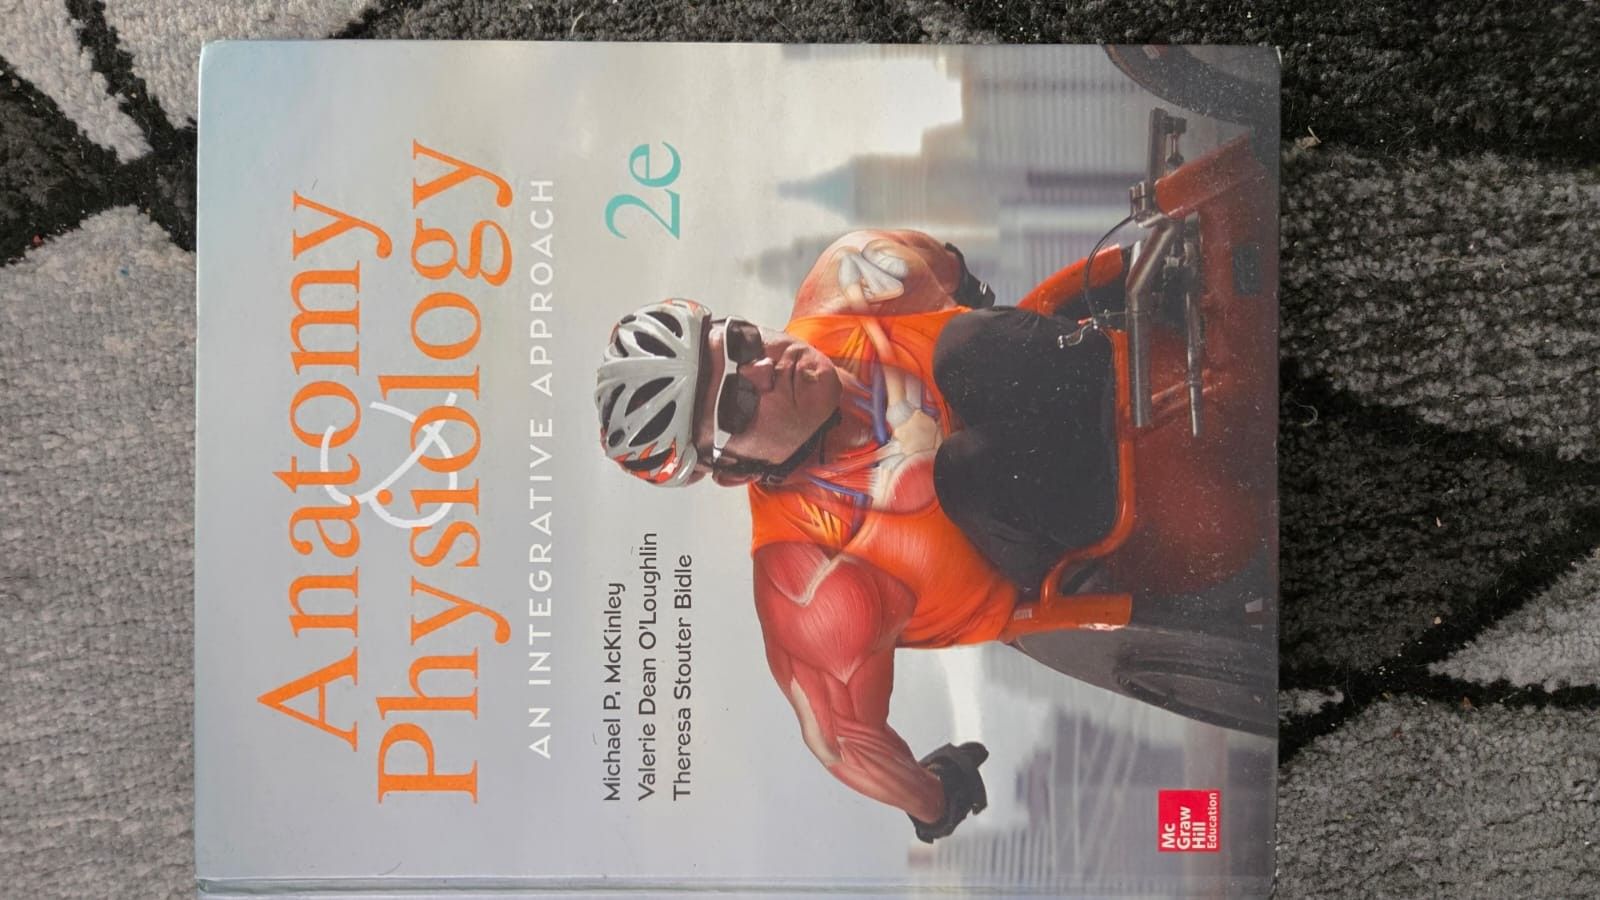 Anatomy
&
Physiology
AN INTEGRATIVE APPROACH
2e
Michael P. McKinley
Valerie Dean O'Loughlin
Theresa Stouter Bidle
Mc
Graw
Hill
Education